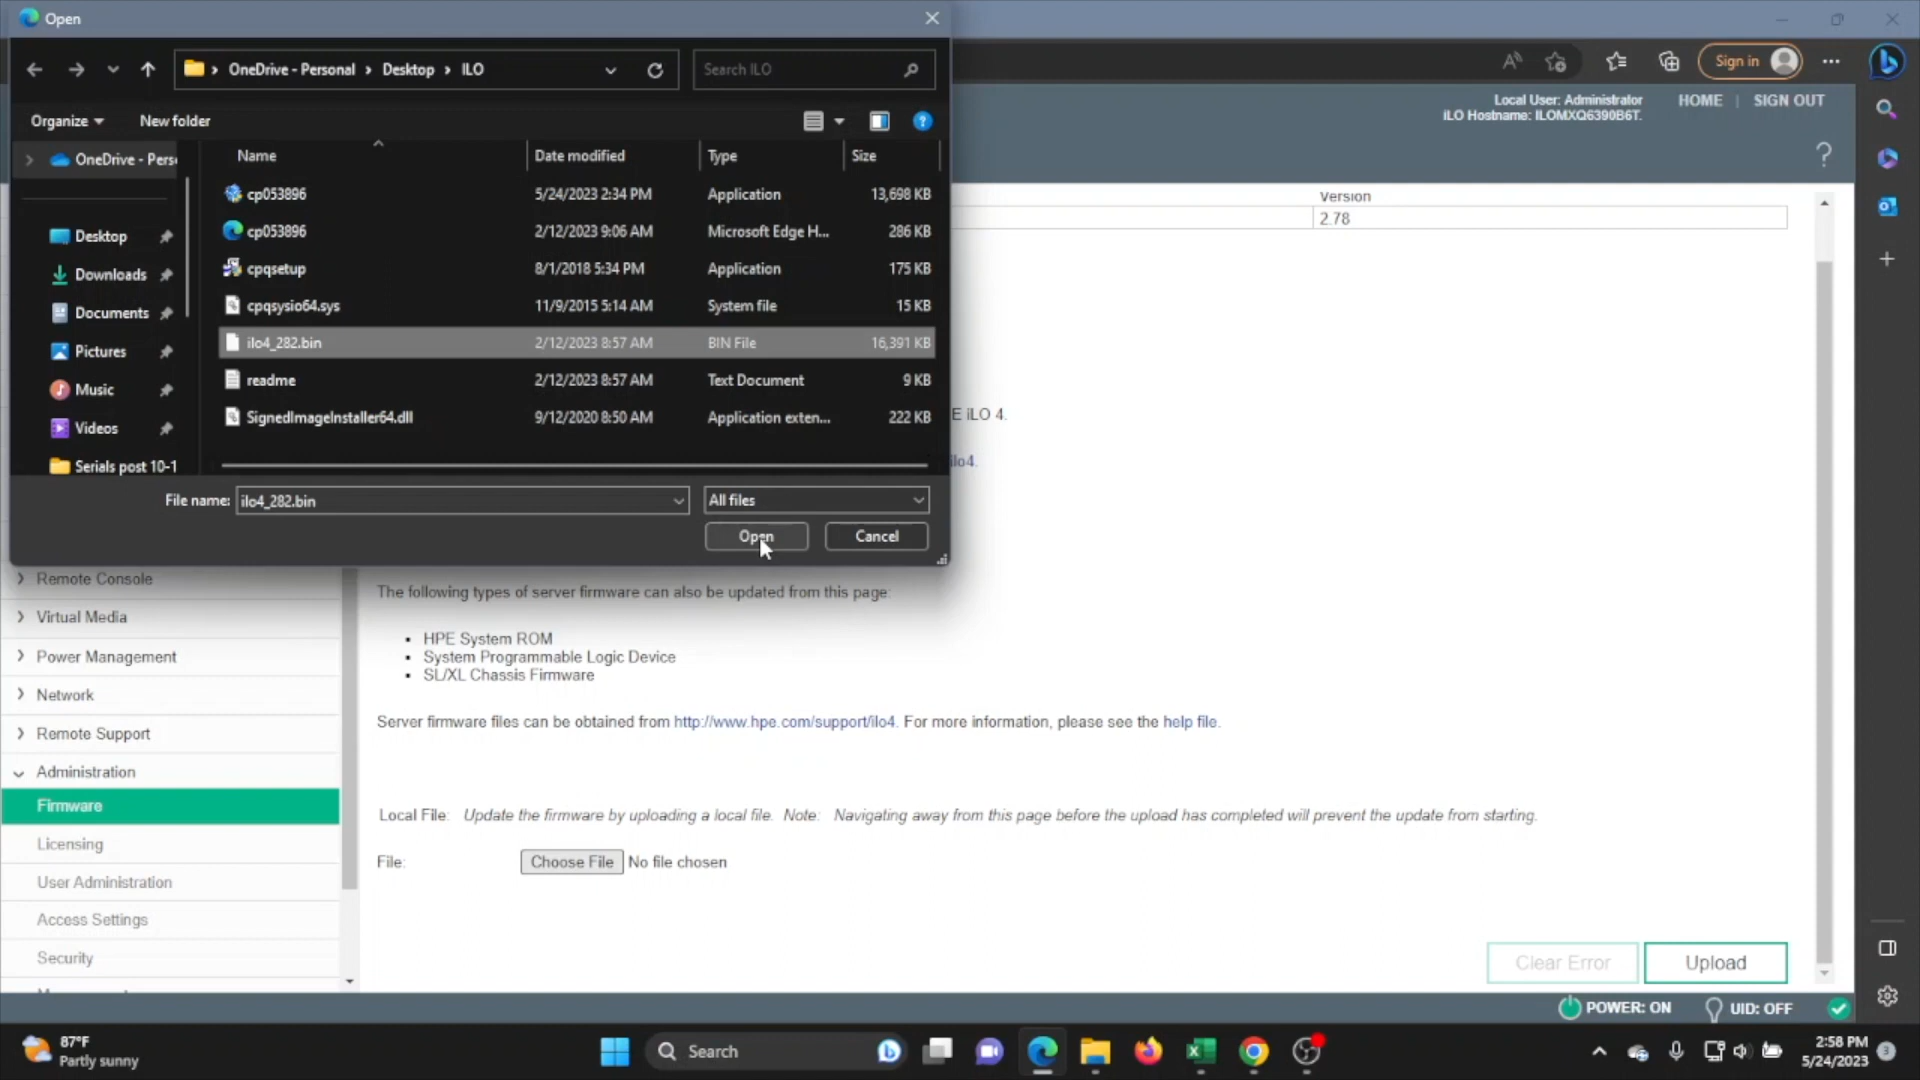 Open
OneDrive - Personal › Desktop › ILO
Search ILO
Sign in
Local User: Administrator
iLO Hostname: ILOMXQ6390B6T.
HOME | SIGN OUT
Organize
New folder
OneDrive - Perso
Name Date modified Type Size
cp053896 5/24/2023 2:34 PM Application 13,698 KB
cp053896 2/12/2023 9:06 AM Microsoft Edge H... 286 KB
cpqsetup 8/1/2018 5:34 PM Application 175 KB
cpqsysio64.sys 11/9/2015 5:14 AM System file 15 KB
ilo4_282.bin 2/12/2023 8:57 AM BIN File 16,391 KB
readme 2/12/2023 8:57 AM Text Document 9 KB
SignedImageInstaller64.dll 9/12/2020 8:50 AM Application exten... 222 KB
Desktop
Downloads
Documents
Pictures
Music
Videos
Serials post 10-1
File name: ilo4_282.bin
All files
Open
Cancel
Version
2.78
E iLO 4.
ilo4.
Remote Console
Virtual Media
Power Management
Network
Remote Support
Administration
Firmware
Licensing
User Administration
Access Settings
Security
The following types of server firmware can also be updated from this page:
• HPE System ROM
• System Programmable Logic Device
• SL/XL Chassis Firmware
Server firmware files can be obtained from http://www.hpe.com/support/ilo4. For more information, please see the help file.
Local File: Update the firmware by uploading a local file. Note: Navigating away from this page before the upload has completed will prevent the update from starting.
File: Choose File No file chosen
Clear Error
Upload
POWER: ON
UID: OFF
87°F
Partly sunny
Search
2:58 PM
5/24/2023
3